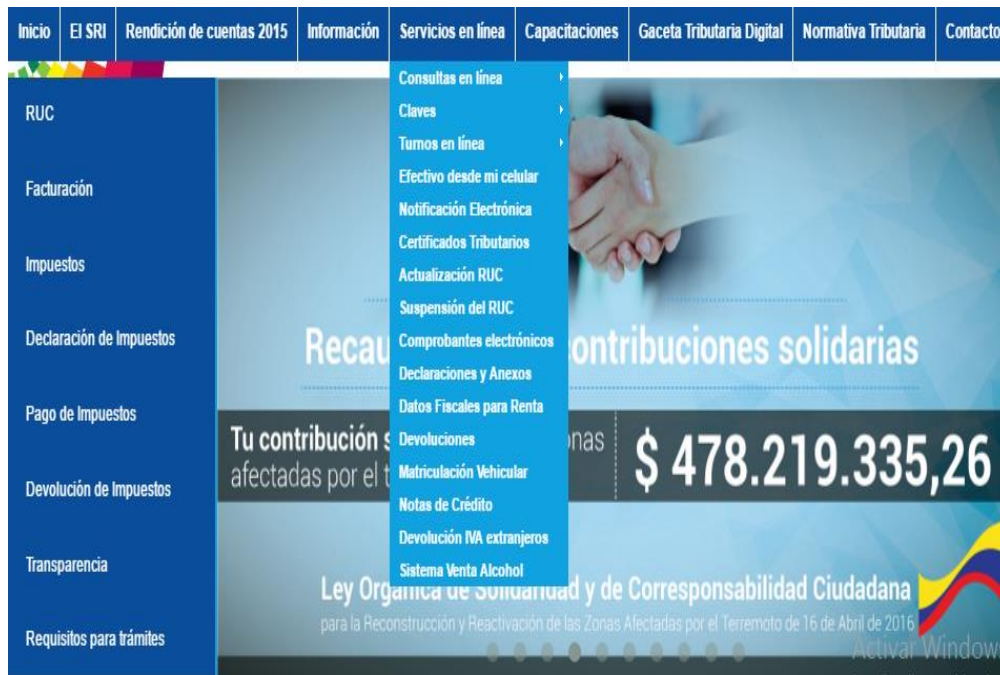 Inicio
El SRI
Rendición de cuentas 2015
Información
Servicios en línea
Capacitaciones
Gaceta Tributaria Digital
Normativa Tributaria
Contacto
RUC
Facturación
Impuestos
Declaración de Impuestos
Pago de Impuestos
Devolución de Impuestos
Transparencia
Requisitos para trámites
Consultas en línea
Claves
Turnos en línea
Efectivo desde mi celular
Notificación Electrónica
Certificados Tributarios
Actualización RUC
Suspensión del RUC
Comprobantes electrónicos
Declaraciones y Anexos
Datos Fiscales para Renta
Devoluciones
Matriculación Vehicular
Notas de Crédito
Devolución IVA extranjeros
Sistema Venta Alcohol
Recau ontribuciones solidarias
Tu contribución s onas
afectadas por el t
$ 478.219.335,26
Ley Orgánica de Solidaridad y de Corresponsabilidad Ciudadana
para la Reconstrucción y Reactivación de las Zonas Afectadas por el Terremoto de 16 de Abril de 2016
Activar Window